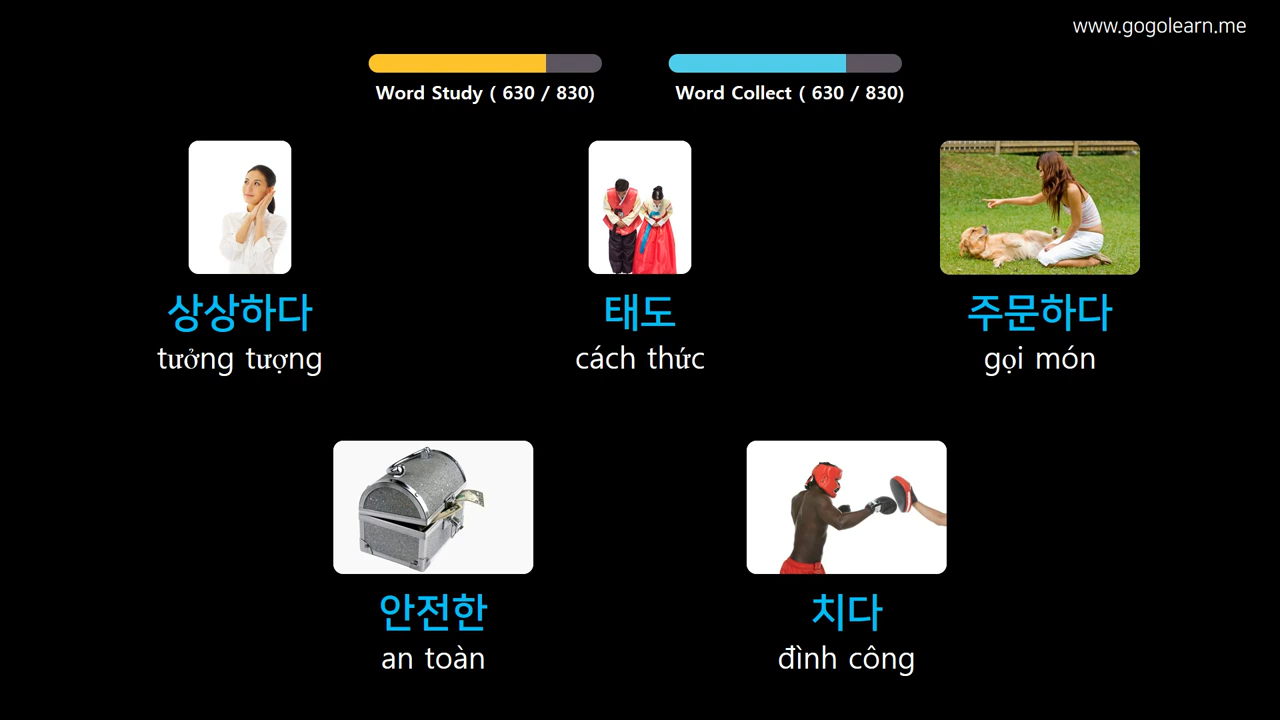 www.gogolearn.me
Word Study ( 630 / 830)
Word Collect ( 630 / 830)
상상하다
tưởng tượng
태도
cách thức
주문하다
gọi món
안전한
an toàn
치다
đình công